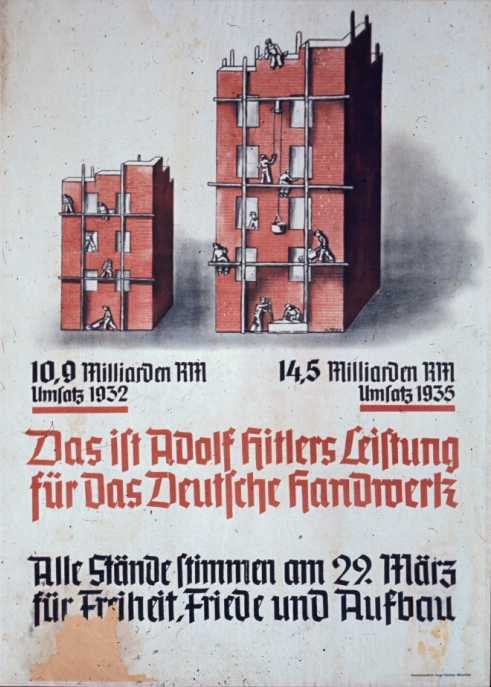 10,9 Milliarden RM
Umsatz 1932
14,5 Milliarden RM
Umsatz 1935
Das ist Adolf Hitlers Leistung
für das Deutsche Handwerk
Alle Stände stimmen am 29. März
für Freiheit, Friede und Aufbau